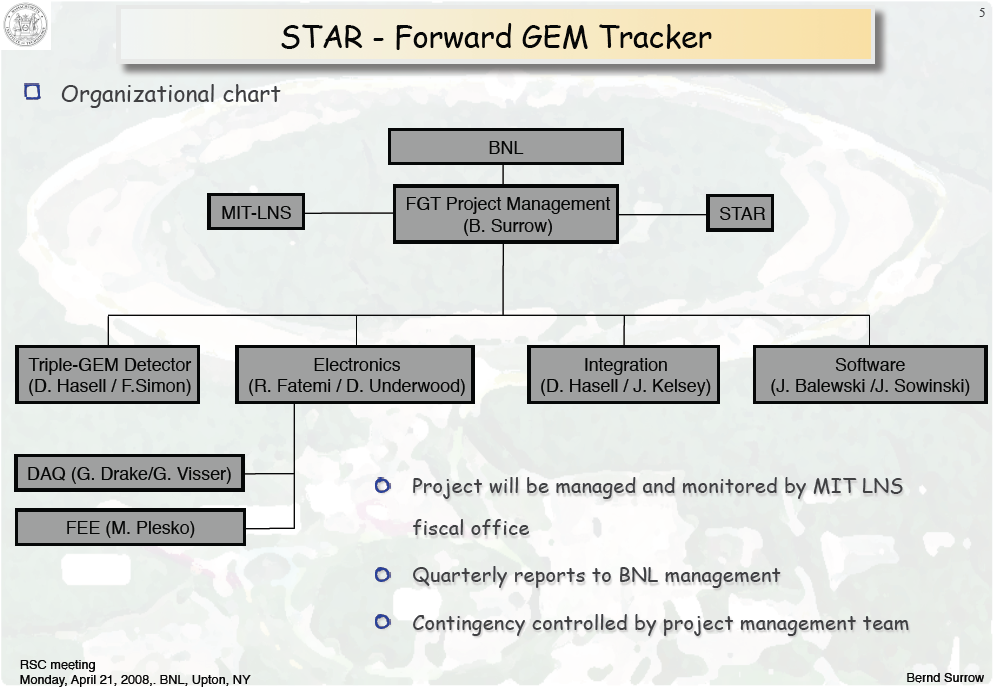 5
STAR - Forward GEM Tracker
Organizational chart
BNL
MIT-LNS
FGT Project Management
(B. Surrow)
STAR
Triple-GEM Detector
(D. Hasell / F.Simon)
Electronics
(R. Fatemi / D. Underwood)
Integration
(D. Hasell / J. Kelsey)
Software
(J. Balewski /J. Sowinski)
DAQ (G. Drake/G. Visser)
FEE (M. Plesko)
Project will be managed and monitored by MIT LNS
fiscal office
Quarterly reports to BNL management
Contingency controlled by project management team
RSC meeting
Monday, April 21, 2008,. BNL, Upton, NY
Bernd Surrow